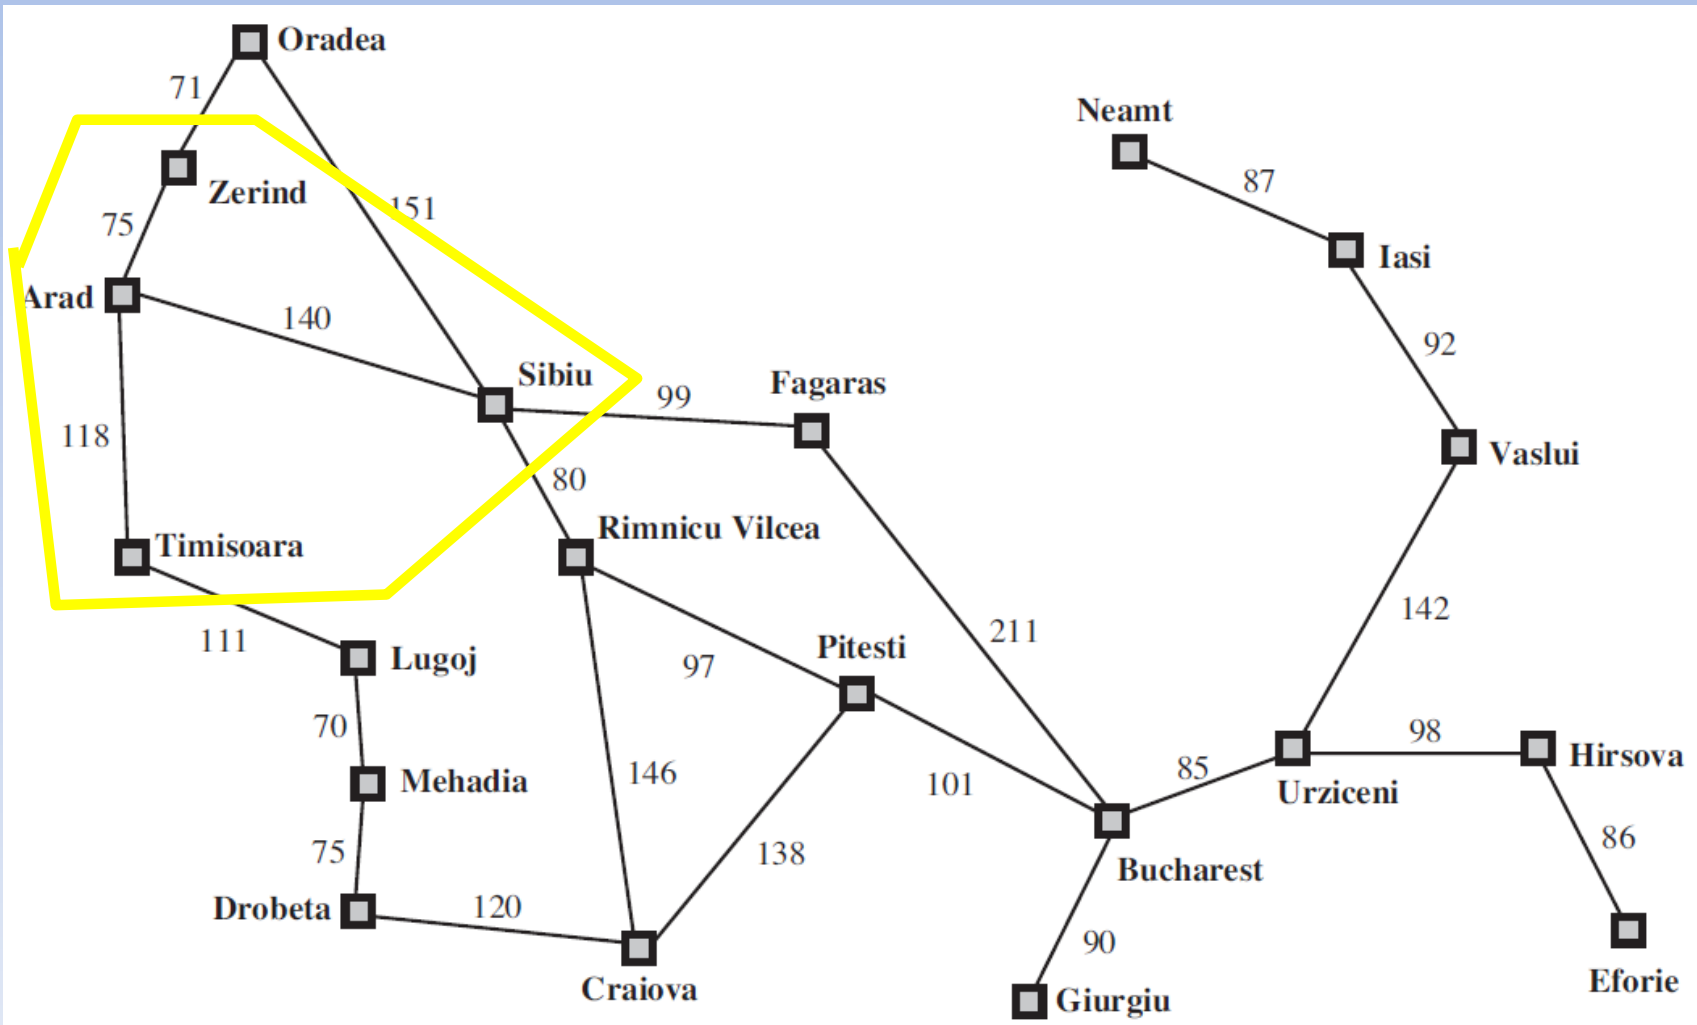 Oradea
71
Neamt
87
Zerind
151
75
Iasi
Arad
140
92
Sibiu
Fagaras
99
118
Vaslui
80
Rimnicu Vilcea
Timisoara
142
211
111
Pitesti
Lugoj
97
70
98
Hirsova
146
85
Mehadia
101
Urziceni
86
75
138
Bucharest
Drobeta
120
90
Eforie
Craiova
Giurgiu